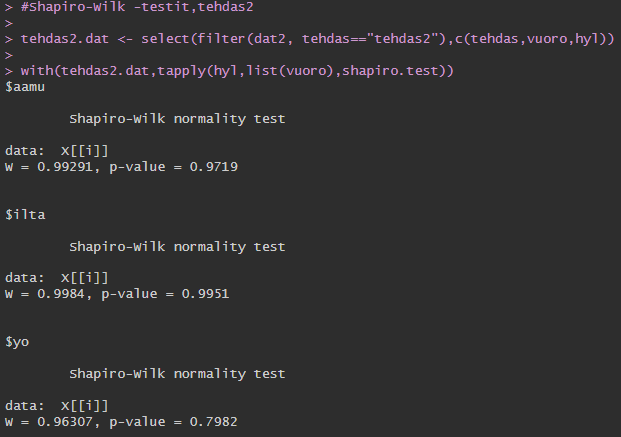 > #Shapiro-Wilk -testit,tehdas2
>
> tehdas2.dat <- select(filter(dat2, tehdas=="tehdas2"),c(tehdas,vuoro,hyl))
>
> with(tehdas2.dat,tapply(hyl,list(vuoro),shapiro.test))
$aamu
Shapiro-Wilk normality test
data:  X[[i]]
W = 0.99291, p-value = 0.9719
$ilta
Shapiro-Wilk normality test
data:  X[[i]]
W = 0.9984, p-value = 0.9951
$yo
Shapiro-Wilk normality test
data:  X[[i]]
W = 0.96307, p-value = 0.7982